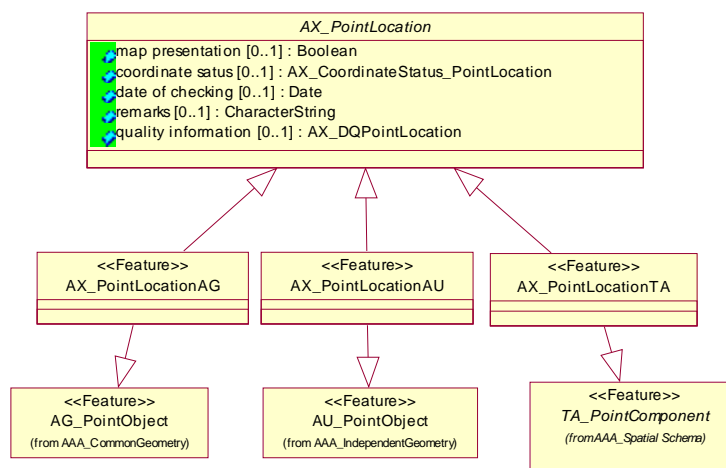 AX_PointLocation
map presentation [0..1] : Boolean
coordinate satus [0..1] : AX_CoordinateStatus_PointLocation
date of checking [0..1] : Date
remarks [0..1] : CharacterString
quality information [0..1] : AX_DQPointLocation
<<Feature>>
AX_PointLocationAG
<<Feature>>
AX_PointLocationAU
<<Feature>>
AX_PointLocationTA
<<Feature>>
AG_PointObject
(from AAA_CommonGeometry)
<<Feature>>
AU_PointObject
(from AAA_IndependentGeometry)
<<Feature>>
TA_PointComponent
(fromAAA_Spatial Schema)